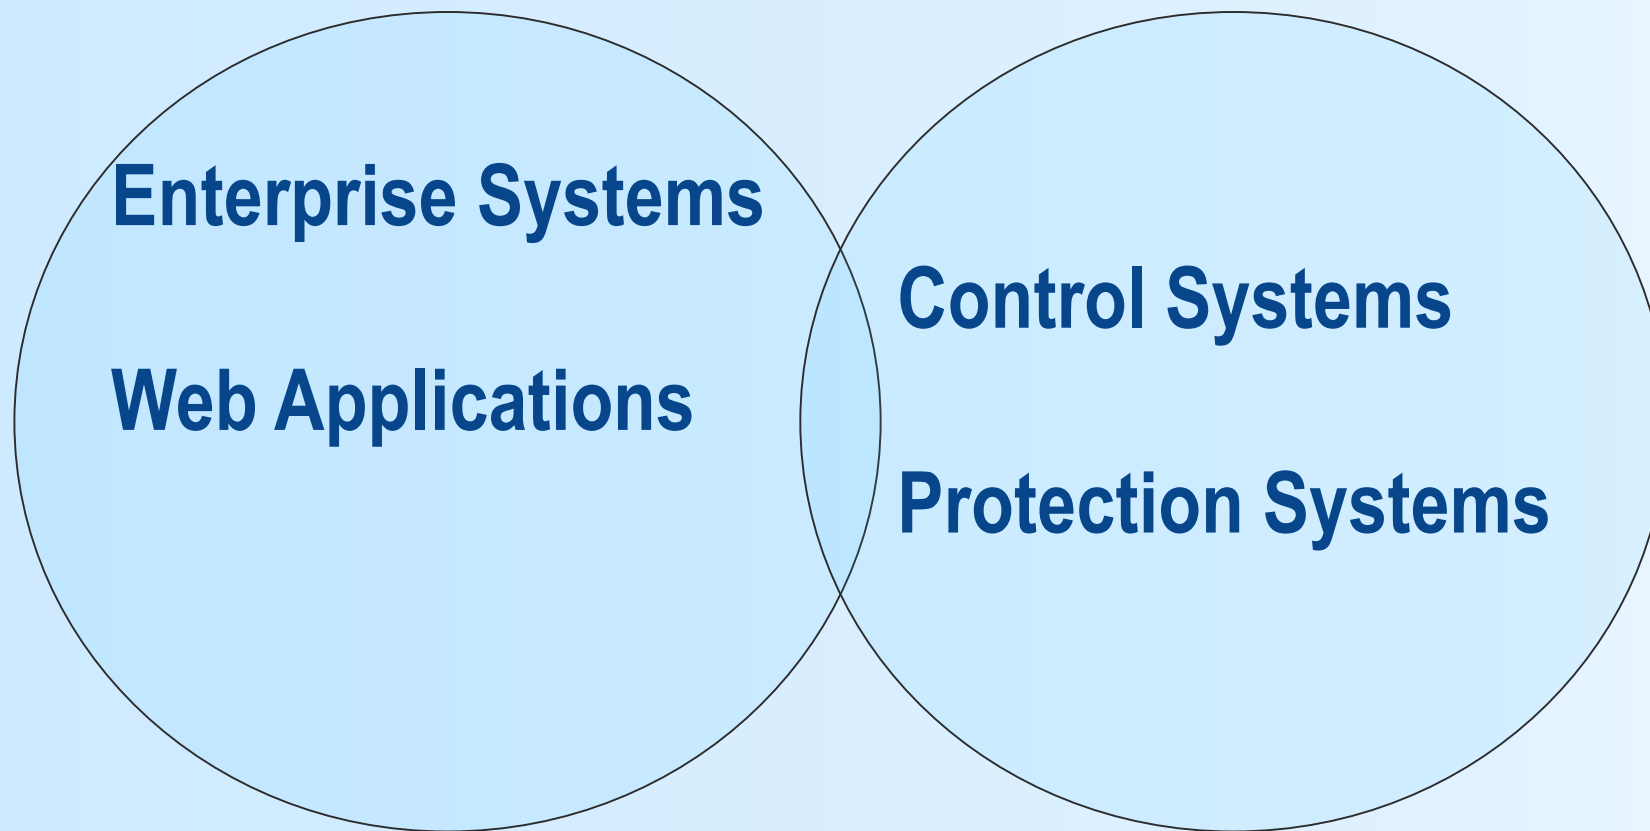 Enterprise Systems
Web Applications
Control Systems
Protection Systems